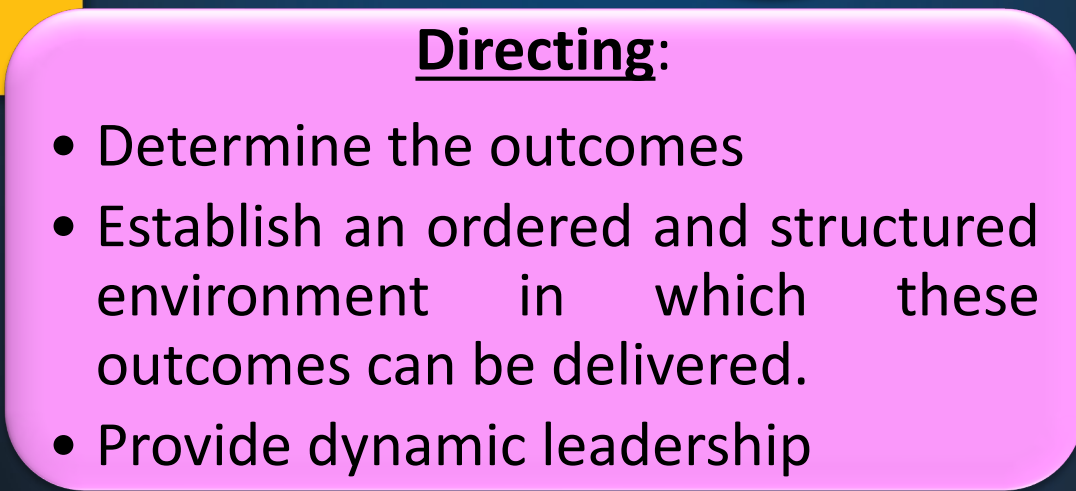 Directing:
• Determine the outcomes
• Establish an ordered and structured
environment in which these
outcomes can be delivered.
• Provide dynamic leadership